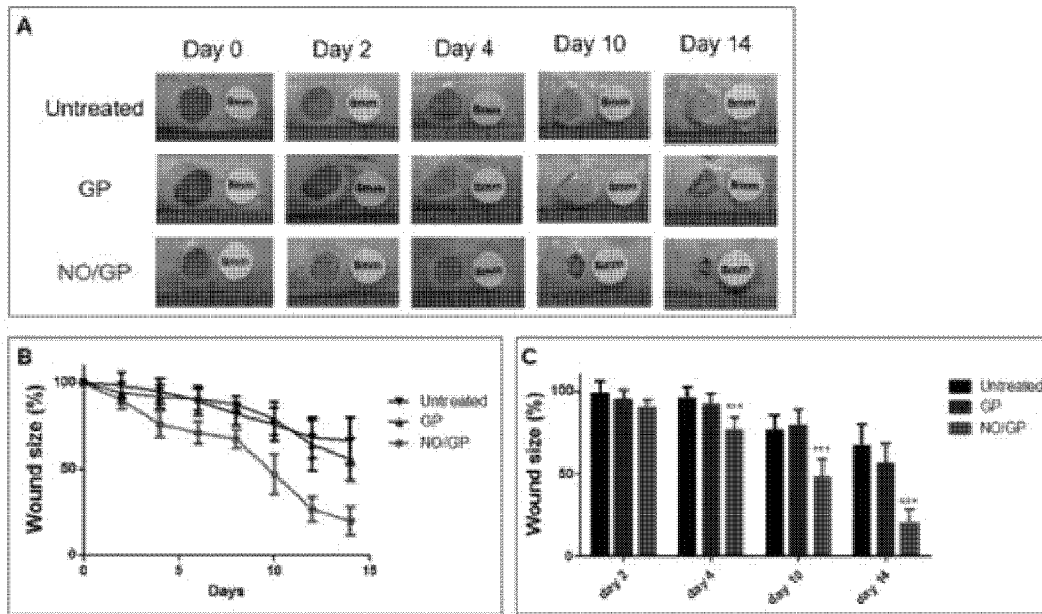 A
Day 0 Day 2 Day 4 Day 10 Day 14
Untreated
GP
NO/GP
B
Wound size (%)
100
50
0
0 5 10 15
Days
Untreated
GP
NO/GP
C
Wound size (%)
100
50
0
day 2 day 4 day 10 day 14
***
***
***
Untreated
GP
NO/GP